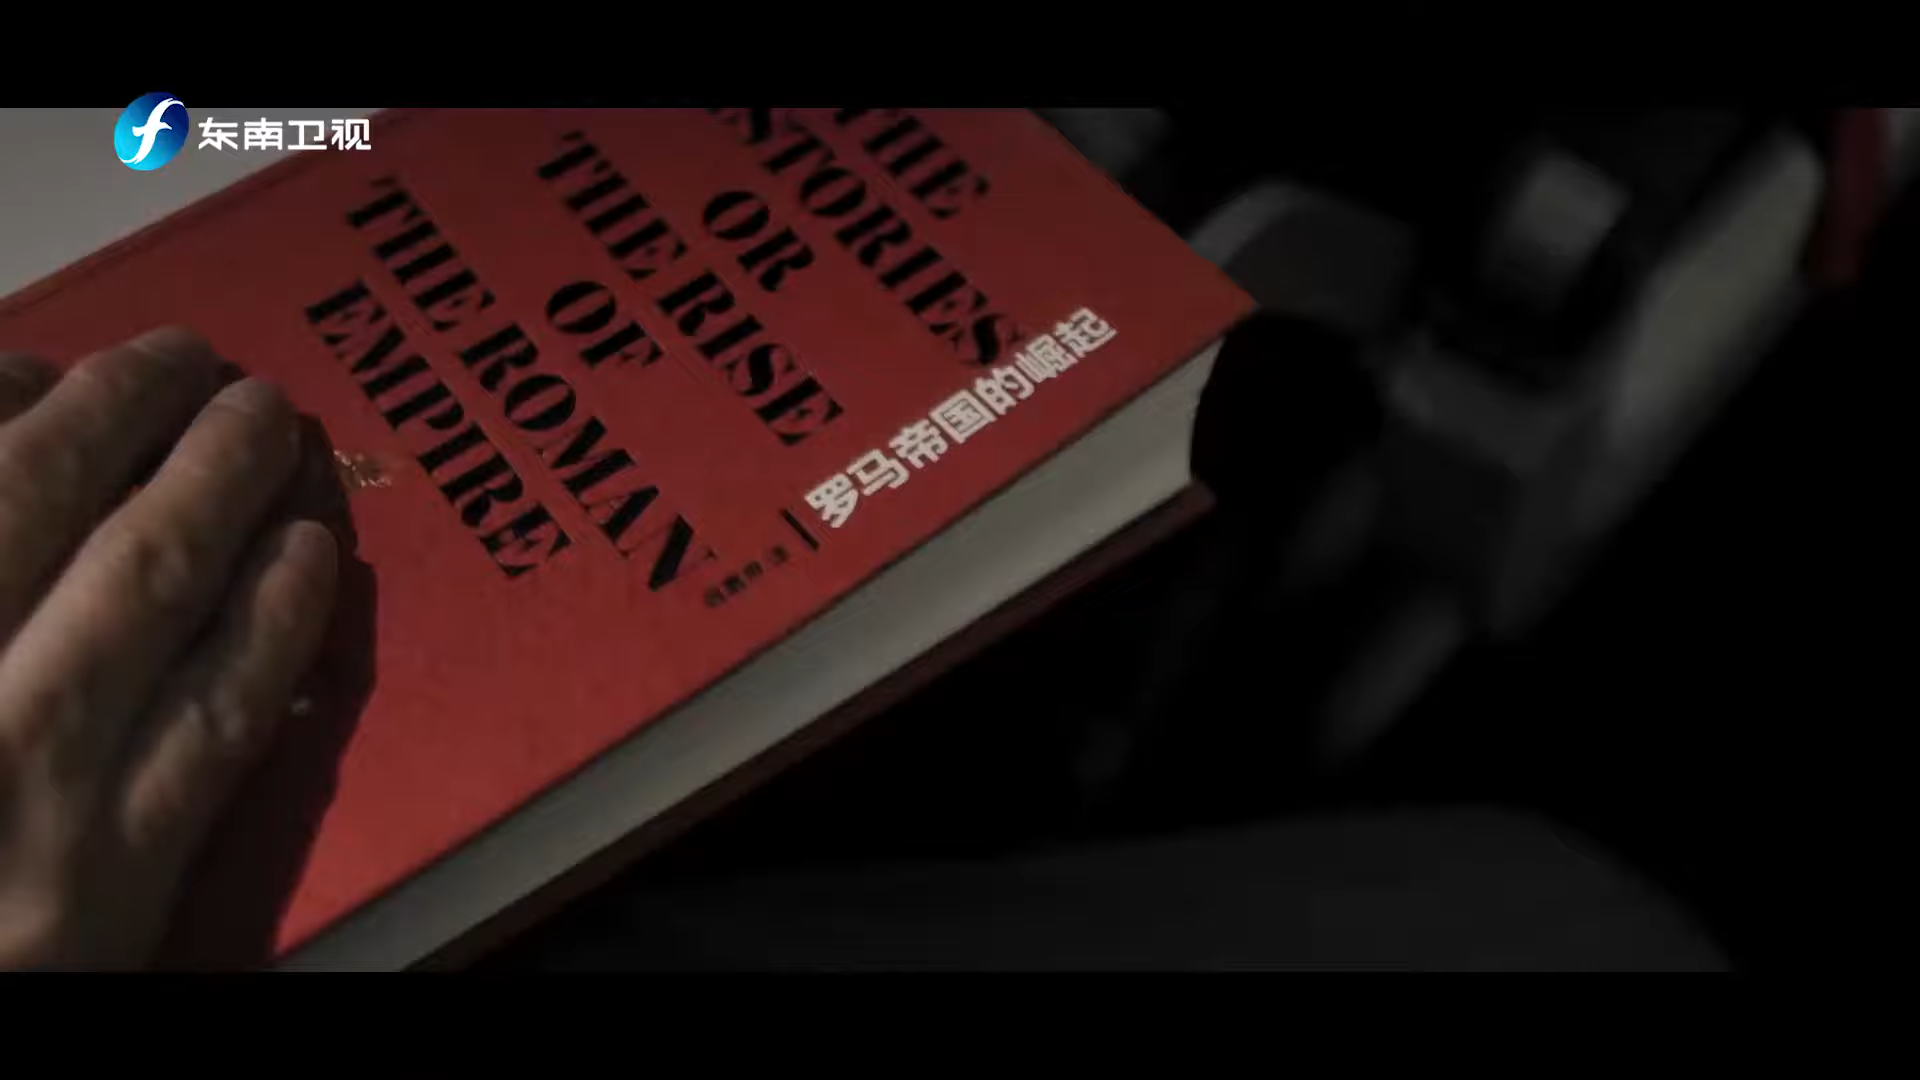 东南卫视
THE
STORIES
OR
THE RISE
OF
THE ROMAN
EMPIRE
罗马帝国的崛起